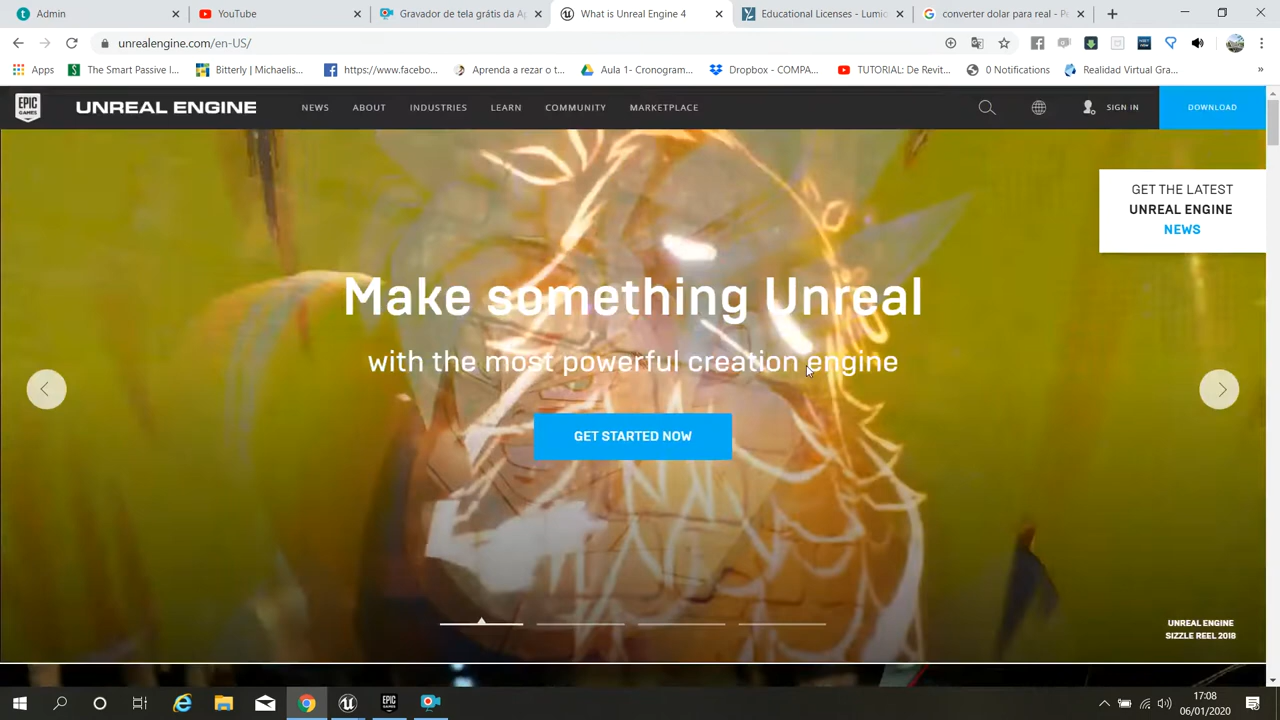 Admin
YouTube
Gravador de tela grátis da Ap
What is Unreal Engine 4
Educational Licenses - Lumio
converter dolar para real - Pe
unrealengine.com/en-US/
Apps
The Smart Passive I...
Bitterly | Michaelis...
https://www.facebo...
Aprenda a rezar o t...
Aula 1- Cronogram...
Dropbox - COMPA...
TUTORIAL: De Revit...
0 Notifications
Realidad Virtual Gra...
»
EPIC GAMES
UNREAL ENGINE
NEWS
ABOUT
INDUSTRIES
LEARN
COMMUNITY
MARKETPLACE
SIGN IN
DOWNLOAD
GET THE LATEST
UNREAL ENGINE
NEWS
Make something Unreal
with the most powerful creation engine
GET STARTED NOW
UNREAL ENGINE
SIZZLE REEL 2018
17:08
06/01/2020